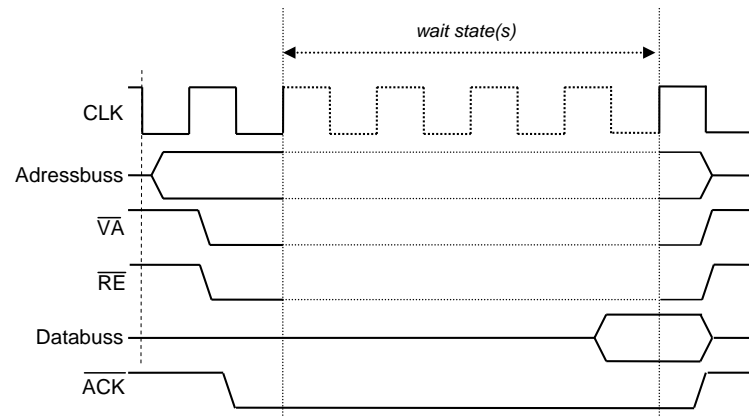 wait state(s)
CLK
Adressbuss
VA
RE
Databuss
ACK